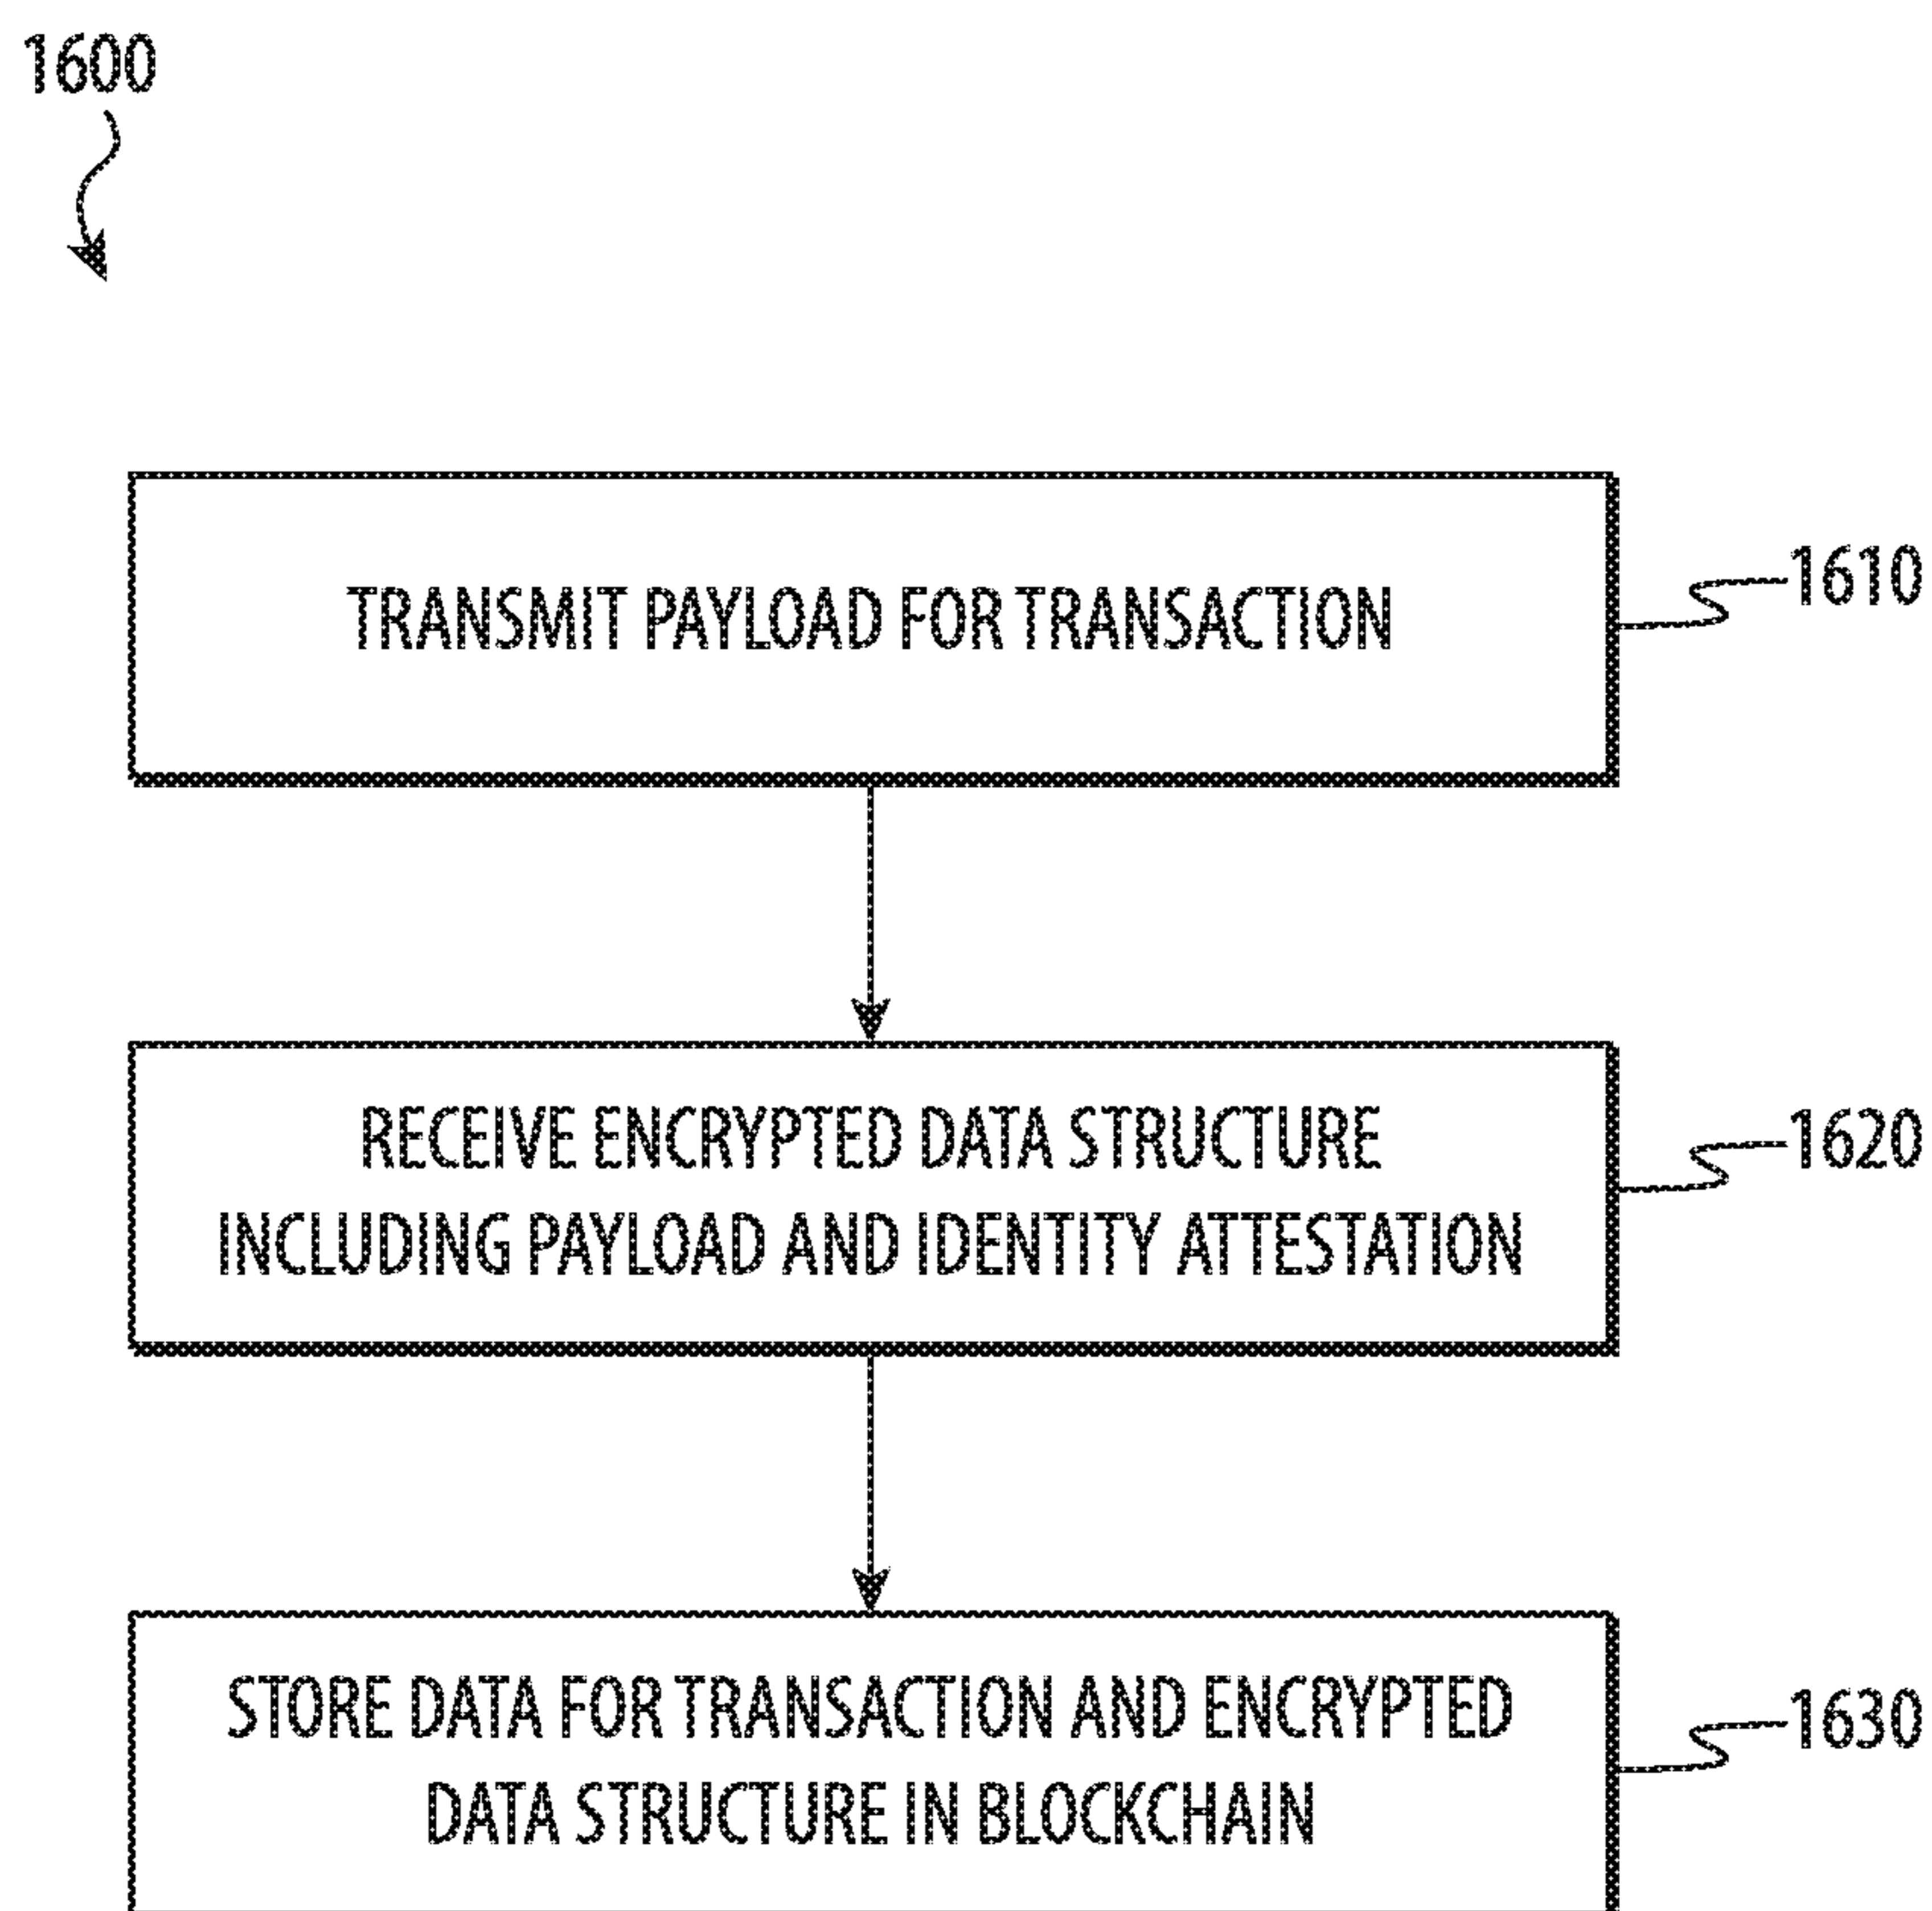 1600
TRANSMIT PAYLOAD FOR TRANSACTION
1610
RECEIVE ENCRYPTED DATA STRUCTURE
INCLUDING PAYLOAD AND IDENTITY ATTESTATION
1620
STORE DATA FOR TRANSACTION AND ENCRYPTED
DATA STRUCTURE IN BLOCKCHAIN
1630